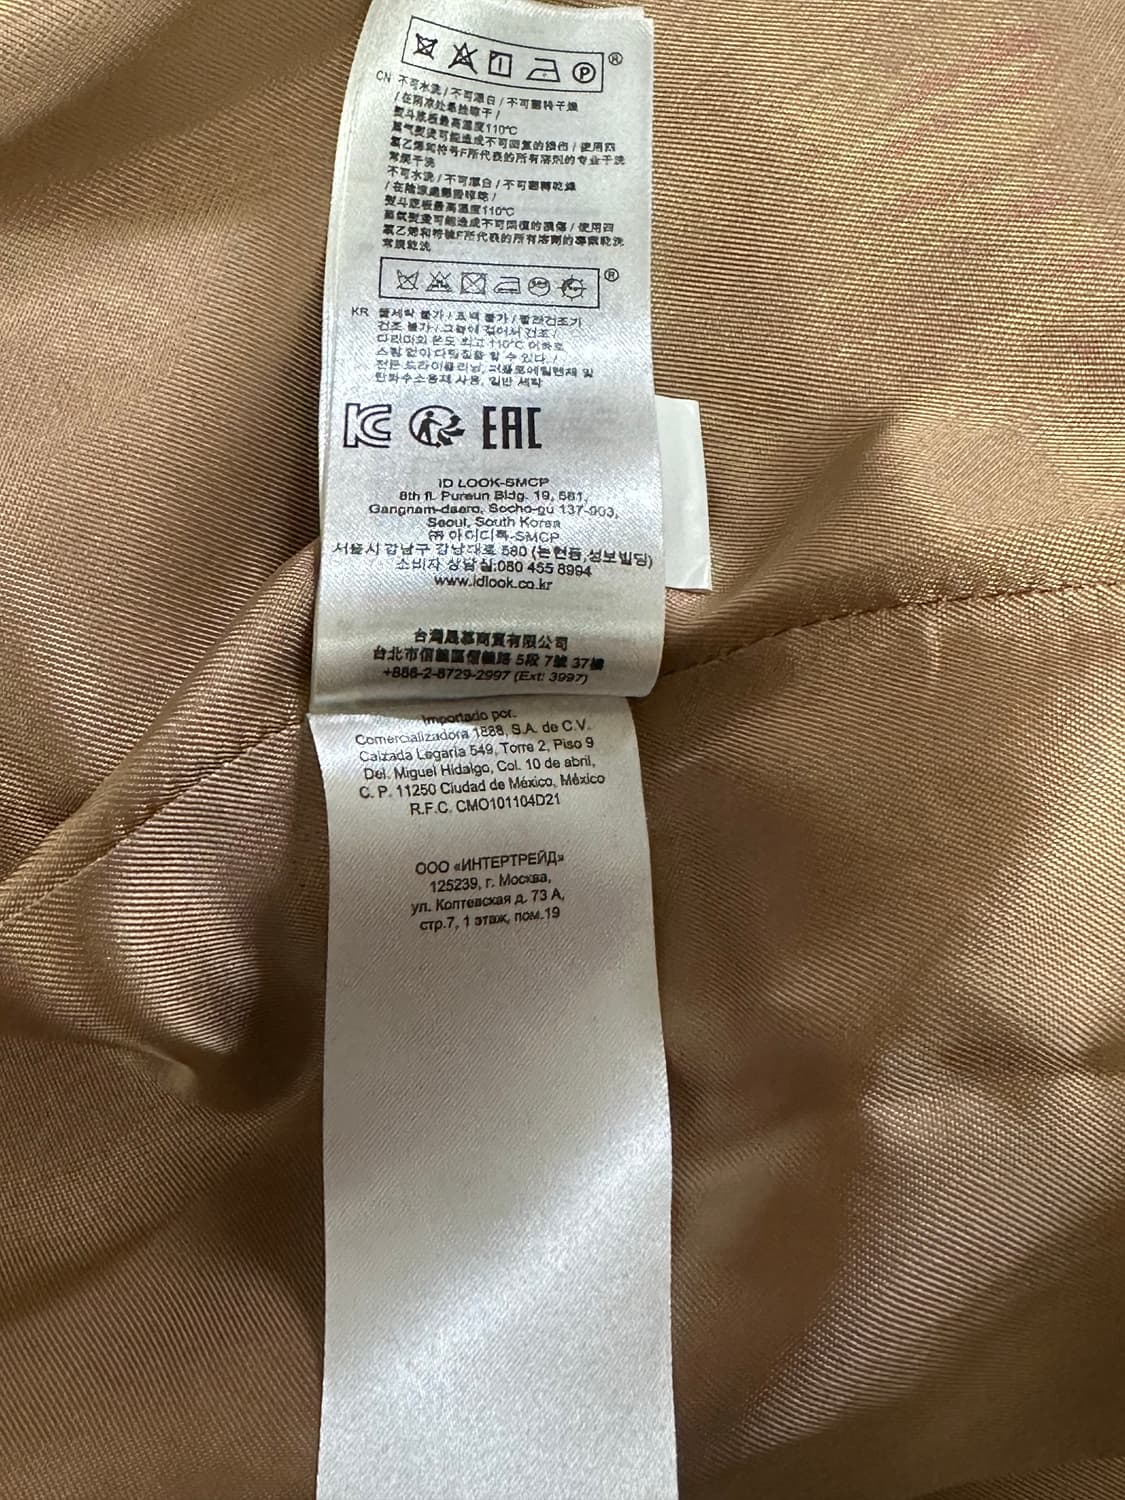 CN 不可水洗 / 不可漂白 / 不可翻转干燥
/ 在阴凉处悬挂晾干 /
熨斗底板最高温度110℃
蒸气熨烫可能造成不可回复的损伤 / 使用四
氯乙烯和符号F所代表的所有溶剂的专业干洗
常规干洗
不可水洗 / 不可漂白 / 不可翻轉乾燥
/ 在陰涼處懸掛晾乾 /
熨斗底板最高溫度110℃
蒸氣熨燙可能造成不可回復的損傷 / 使用四
氯乙烯和符號F所代表的所有溶劑的專業乾洗
常規乾洗
KR 물세탁 불가 / 표백 불가 / 텀블건조기
건조 불가 / 그늘에 걸어서 건조 /
다리미의 온도 최고 110℃ 이하로
스팀 없이 다림질을 할 수 있다. /
전문 드라이클리닝, 퍼클로에틸렌제 및
탄화수소용제 사용, 일반 세탁
EAC
ID LOOK-SMCP
8th fl. Pureun Bldg. 19, 581,
Gangnam-daero, Socho-gu 137-903,
Seoul, South Korea
㈜ 아이디룩-SMCP
서울시 강남구 강남대로 580 (논현동,성보빌딩)
소비자 상담실:080 455 8994
www.idlook.co.kr
台灣晟慕商貿有限公司
台北市信義區信義路 5段 7號 37樓
+886-2-8729-2997 (Ext: 3997)
Importado por:
Comercializadora 1888, S.A. de C.V.
Calzada Legaria 549, Torre 2, Piso 9
Del. Miguel Hidalgo, Col. 10 de abril,
C. P. 11250 Ciudad de México, México
R.F.C. CMO101104D21
ООО «ИНТЕРТРЕЙД»
125239, г. Москва,
ул. Коптевская д. 73 А,
стр.7, 1 этаж, пом.19